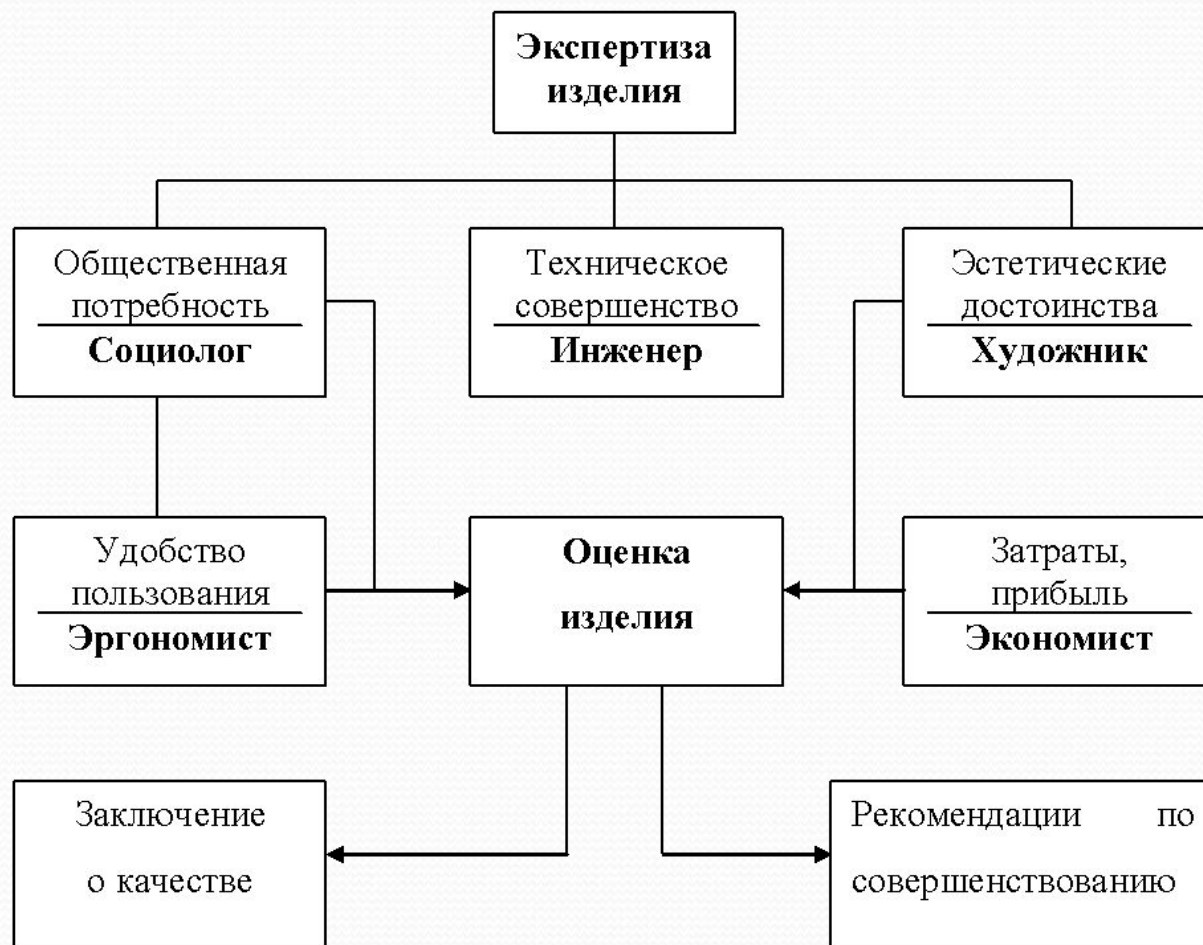 Экспертиза
изделия
Общественная
потребность
Социолог
Техническое
совершенство
Инженер
Эстетические
достоинства
Художник
Удобство
пользования
Эргономист
Оценка
изделия
Затраты,
прибыль
Экономист
Заключение
о качестве
Рекомендации по
совершенствованию